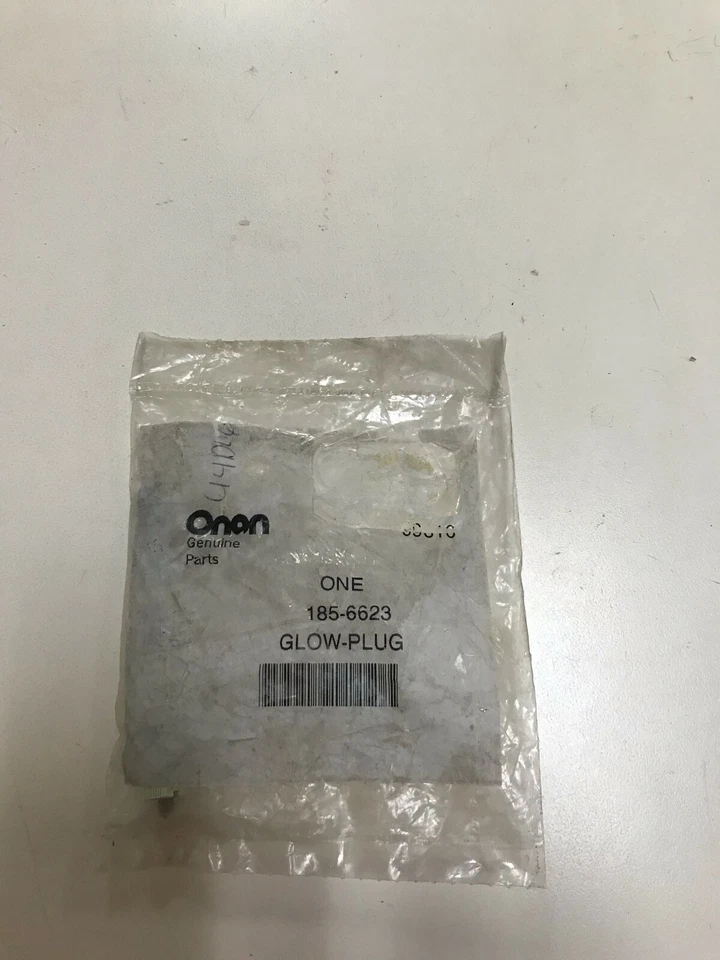 Onan
Genuine
Parts
ONE
185-6623
GLOW-PLUG